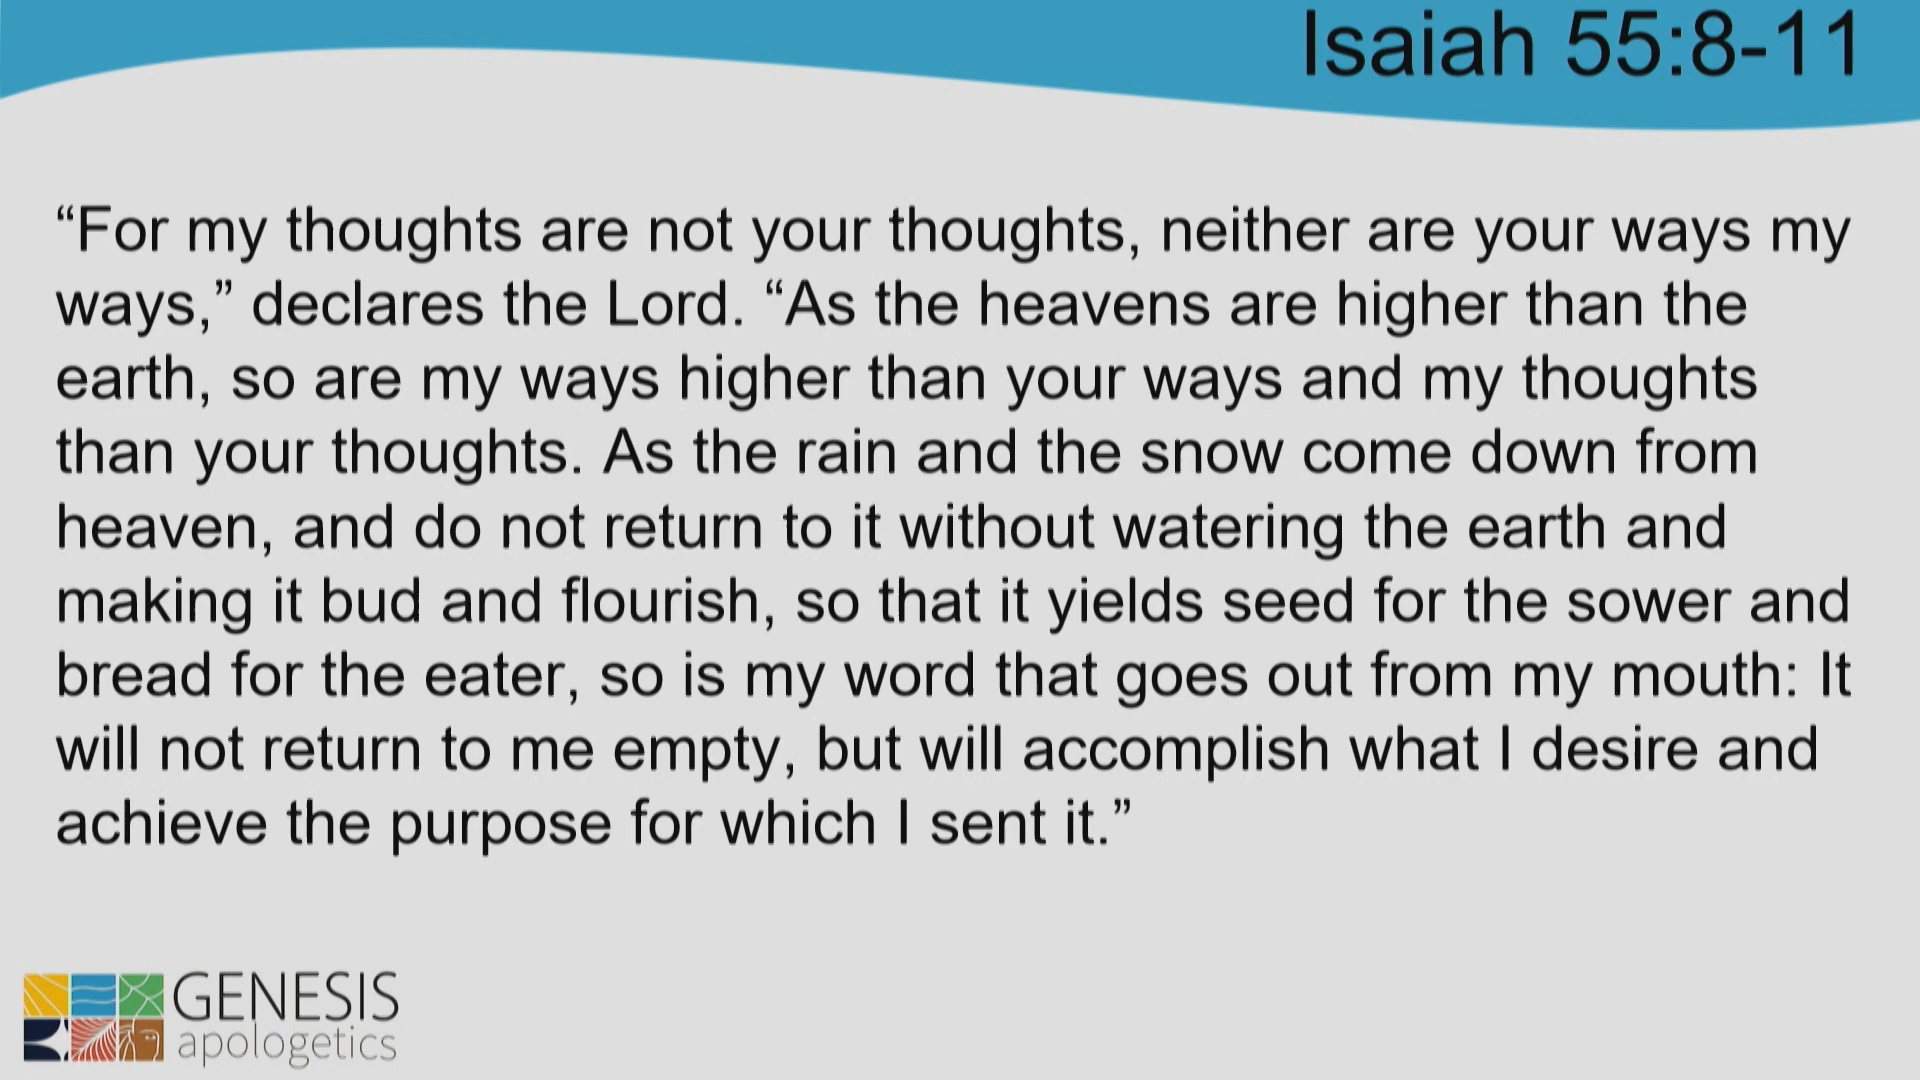 Isaiah 55:8-11
“For my thoughts are not your thoughts, neither are your ways my
ways,” declares the Lord. “As the heavens are higher than the
earth, so are my ways higher than your ways and my thoughts
than your thoughts. As the rain and the snow come down from
heaven, and do not return to it without watering the earth and
making it bud and flourish, so that it yields seed for the sower and
bread for the eater, so is my word that goes out from my mouth: It
will not return to me empty, but will accomplish what I desire and
achieve the purpose for which I sent it.”
GENESIS
apologetics